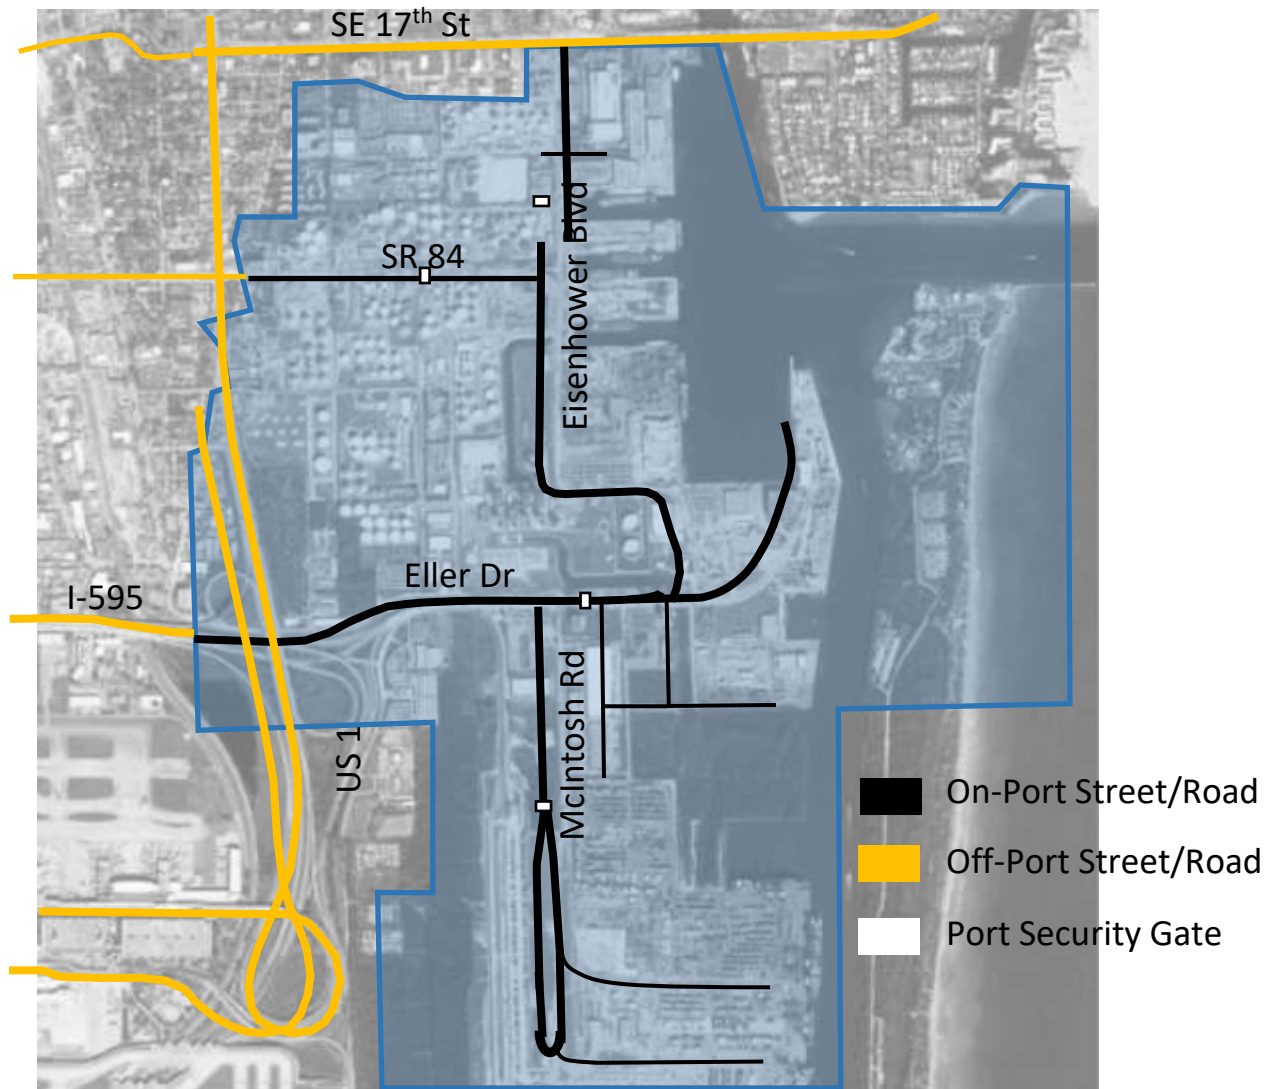 SE 17th St
SR 84
Eisenhower Blvd
Eller Dr
I-595
McIntosh Rd
US 1
On-Port Street/Road
Off-Port Street/Road
Port Security Gate